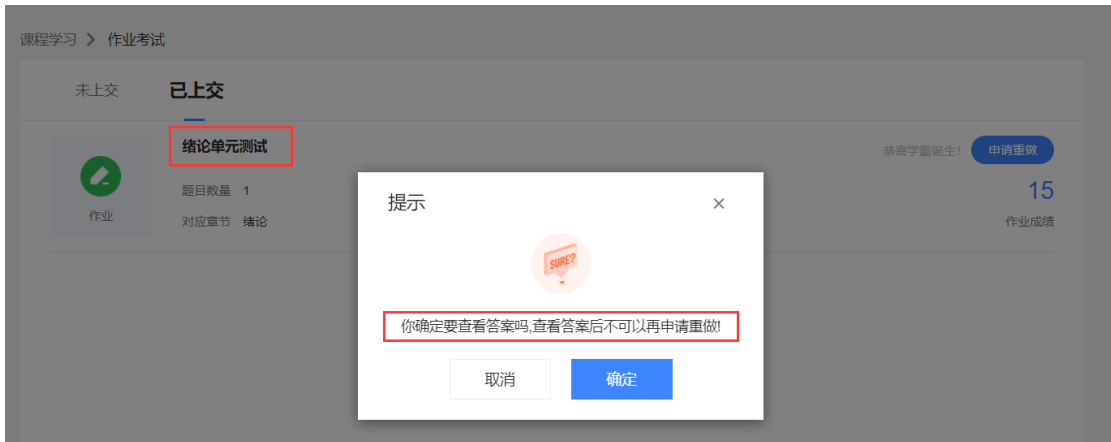 课程学习 > 作业考试
未上交 已上交
绪论单元测试
恭喜学霸诞生! 申请重做
题目数量 1
15
作业
对应章节 绪论
作业成绩
提示 ×
SURE?
你确定要查看答案吗,查看答案后不可以再申请重做!
取消 确定